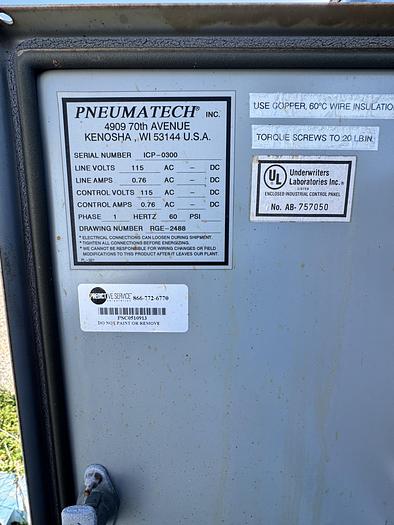 PNEUMATECH® INC.
4909 70th AVENUE
KENOSHA, WI 53144 U.S.A.
SERIAL NUMBER ICP-0300
LINE VOLTS 115 AC - DC
LINE AMPS 0.76 AC - DC
CONTROL VOLTS 115 AC - DC
CONTROL AMPS 0.76 AC - DC
PHASE 1 HERTZ 60 PSI
DRAWING NUMBER RGE-2488
* ELECTRICAL CONNECTIONS CAN LOOSEN DURING SHIPMENT.
* TIGHTEN ALL CONNECTIONS BEFORE ENERGIZING.
* WE CANNOT BE RESPONSIBLE FOR WIRING CHANGES OR FIELD
MODIFICATIONS TO THIS PRODUCT AFTER IT LEAVES OUR PLANT.
USE COPPER, 60°C WIRE INSULATION
TORQUE SCREWS TO 20 LB.IN
UL
Underwriters
Laboratories Inc.®
LISTED
ENCLOSED INDUSTRIAL CONTROL PANEL
No. AB-757050
PREDICTIVE SERVICE 866-772-6770
PSC0510913
DO NOT PAINT OR REMOVE